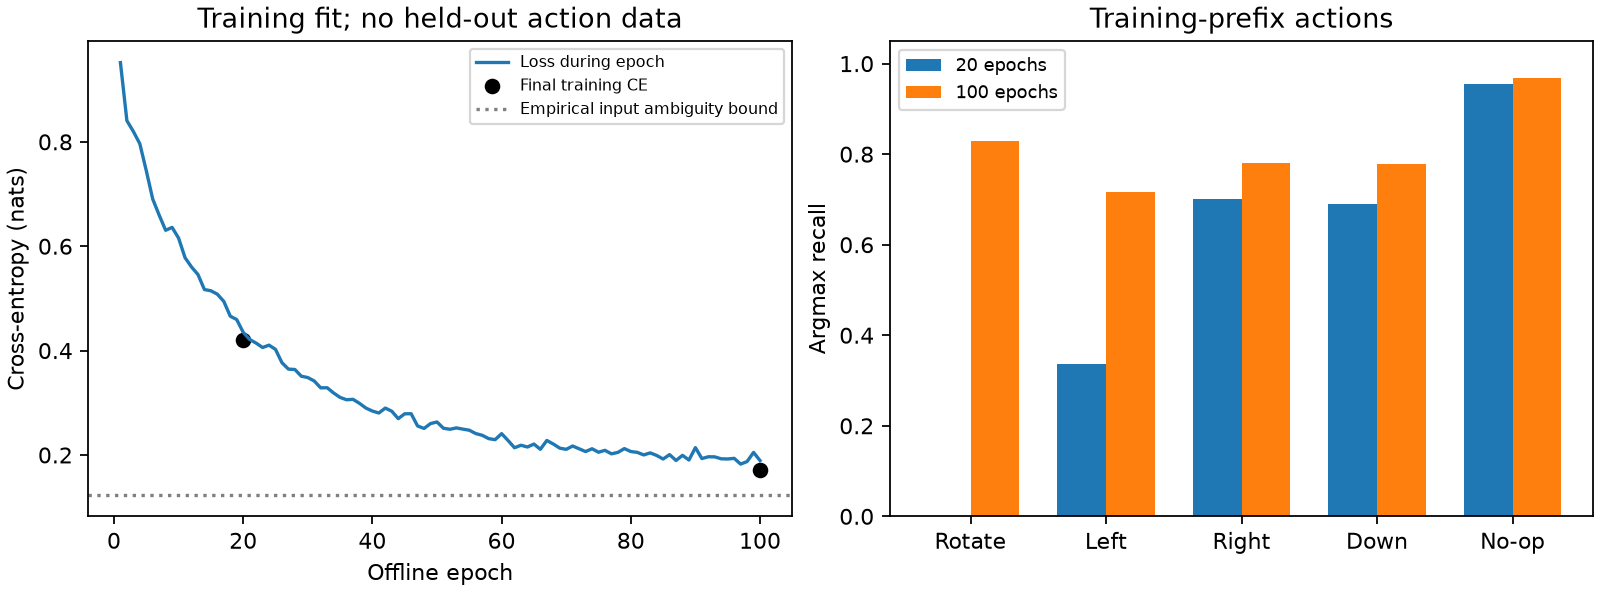 Training fit; no held-out action data
Cross-entropy (nats)
0.8
0.6
0.4
0.2
Loss during epoch
Final training CE
Empirical input ambiguity bound
0 20 40 60 80 100
Offline epoch
Training-prefix actions
Argmax recall
1.0
0.8
0.6
0.4
0.2
0.0
20 epochs
100 epochs
Rotate Left Right Down No-op